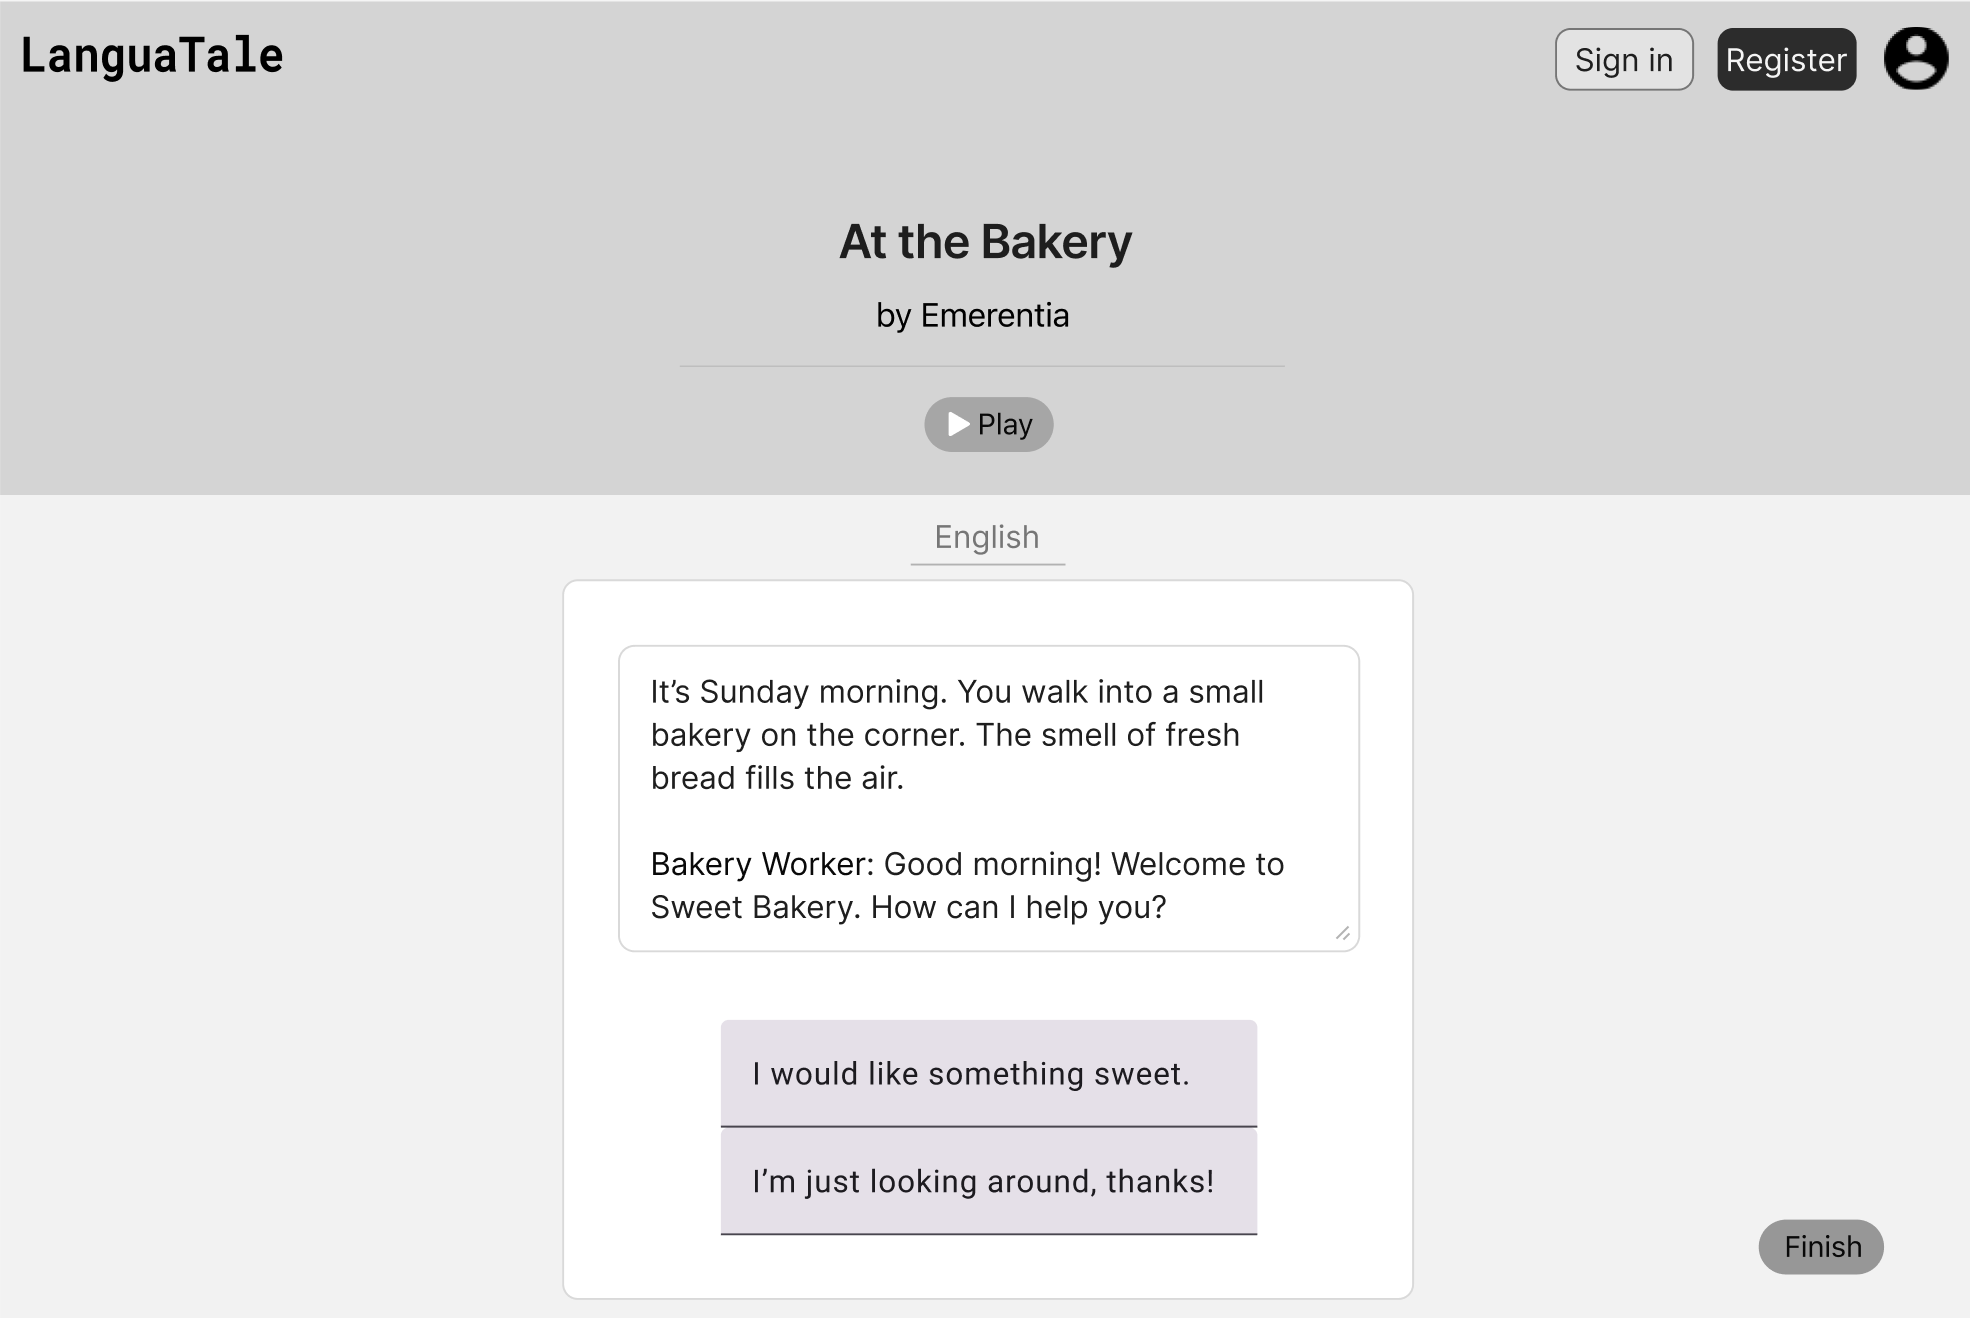 LanguaTale
Sign in
Register
At the Bakery
by Emerentia
Play
English
It’s Sunday morning. You walk into a small
bakery on the corner. The smell of fresh
bread fills the air.
Bakery Worker: Good morning! Welcome to
Sweet Bakery. How can I help you?
I would like something sweet.
I’m just looking around, thanks!
Finish